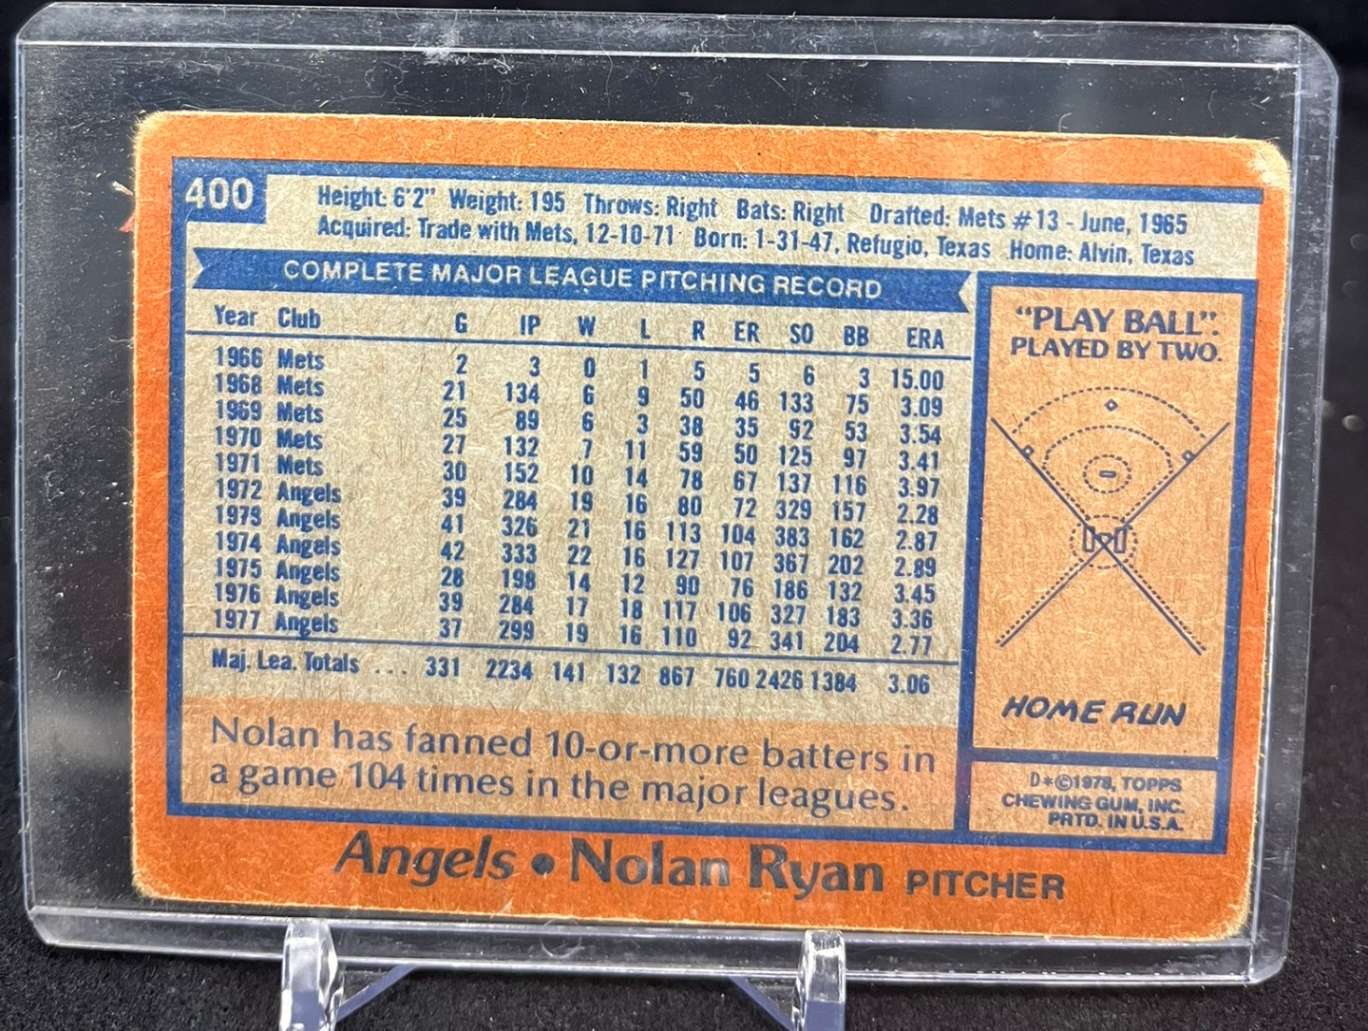 400
Height: 6'2" Weight: 195 Throws: Right Bats: Right Drafted: Mets #13 - June, 1965
Acquired: Trade with Mets, 12-10-71 Born: 1-31-47, Refugio, Texas Home: Alvin, Texas
COMPLETE MAJOR LEAGUE PITCHING RECORD
Year Club G IP W L R ER SO BB ERA
1966 Mets 2 3 0 1 5 5 6 3 15.00
1968 Mets 21 134 6 9 50 46 133 75 3.09
1969 Mets 25 89 6 3 38 35 92 53 3.54
1970 Mets 27 132 7 11 59 50 125 97 3.41
1971 Mets 30 152 10 14 78 67 137 116 3.97
1972 Angels 39 284 19 16 80 72 329 157 2.28
1973 Angels 41 326 21 16 113 104 383 162 2.87
1974 Angels 42 333 22 16 127 107 367 202 2.89
1975 Angels 28 198 14 12 90 76 186 132 3.45
1976 Angels 39 284 17 18 117 106 327 183 3.36
1977 Angels 37 299 19 16 110 92 341 204 2.77
Maj. Lea. Totals ... 331 2234 141 132 867 760 2426 1384 3.06
Nolan has fanned 10-or-more batters in
a game 104 times in the major leagues.
"PLAY BALL".
PLAYED BY TWO.
HOME RUN
D*©1978, TOPPS
CHEWING GUM, INC.
PRTD. IN U.S.A.
Angels • Nolan Ryan PITCHER